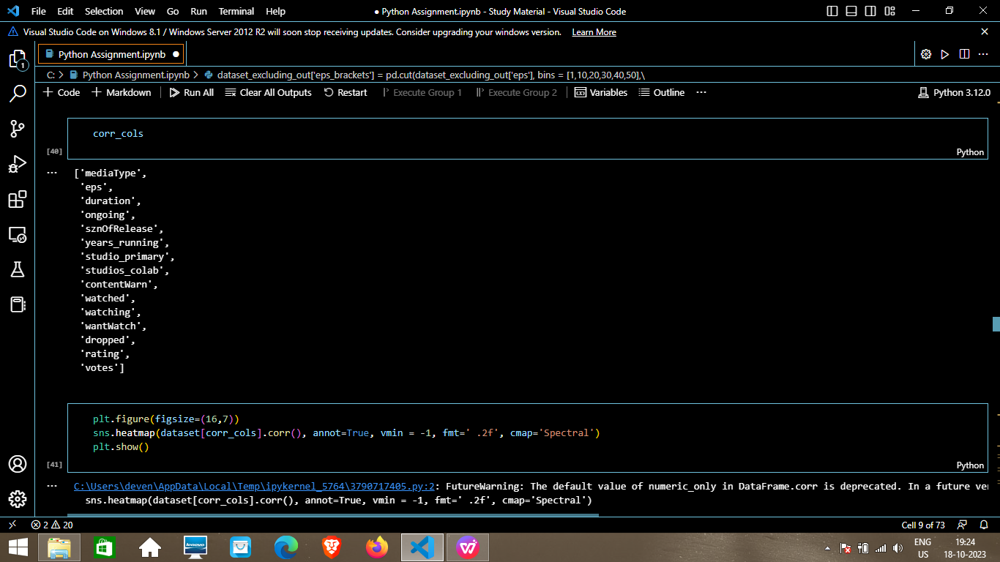 File Edit Selection View Go Run Terminal Help
● Python Assignment.ipynb - Study Material - Visual Studio Code
Visual Studio Code on Windows 8.1 / Windows Server 2012 R2 will soon stop receiving updates. Consider upgrading your windows version. Learn More
Python Assignment.ipynb ●
C: > Python Assignment.ipynb > dataset_excluding_out['eps_brackets'] = pd.cut(dataset_excluding_out['eps'], bins = [1,10,20,30,40,50],\
+ Code + Markdown | Run All Clear All Outputs Restart | Execute Group 1 Execute Group 2 | Variables Outline ... Python 3.12.0
1
corr_cols
[40]
Python
... ['mediaType',
'eps',
'duration',
'ongoing',
'sznOfRelease',
'years_running',
'studio_primary',
'studios_colab',
'contentWarn',
'watched',
'watching',
'wantWatch',
'dropped',
'rating',
'votes']
plt.figure(figsize=(16,7))
sns.heatmap(dataset[corr_cols].corr(), annot=True, vmin = -1, fmt=' .2f', cmap='Spectral')
plt.show()
[41]
Python
... C:\Users\deven\AppData\Local\Temp\ipykernel_5764\3790717405.py:2: FutureWarning: The default value of numeric_only in DataFrame.corr is deprecated. In a future ve
sns.heatmap(dataset[corr_cols].corr(), annot=True, vmin = -1, fmt=' .2f', cmap='Spectral')
2 20
Cell 9 of 73
lenovo
ENG
US
19:24
18-10-2023